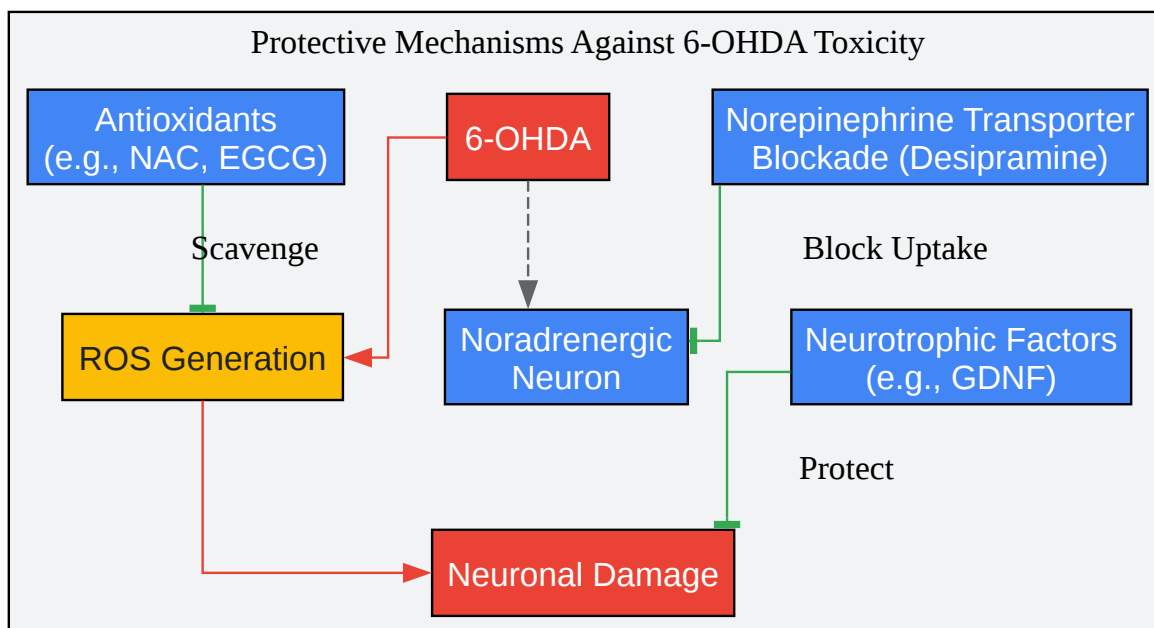 Protective Mechanisms Against 6-OHDA Toxicity
Antioxidants
(e.g., NAC, EGCG)
6-OHDA
Norepinephrine Transporter
Blockade (Desipramine)
Scavenge
Block Uptake
ROS Generation
Noradrenergic
Neuron
Neurotrophic Factors
(e.g., GDNF)
Protect
Neuronal Damage